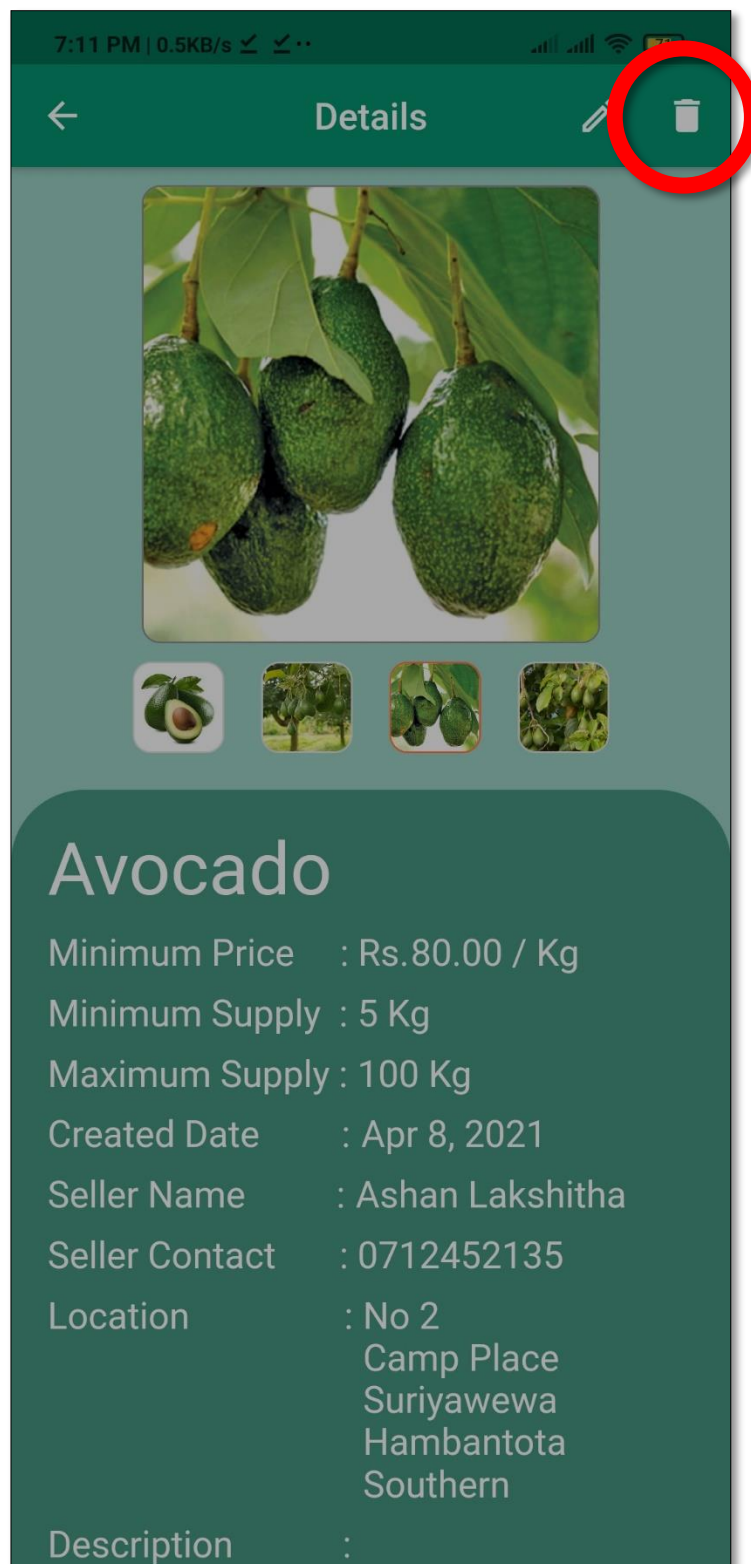 7:11 PM | 0.5KB/s
Details
Avocado
Minimum Price : Rs.80.00 / Kg
Minimum Supply : 5 Kg
Maximum Supply : 100 Kg
Created Date : Apr 8, 2021
Seller Name : Ashan Lakshitha
Seller Contact : 0712452135
Location : No 2
Camp Place
Suriyawewa
Hambantota
Southern
Description :